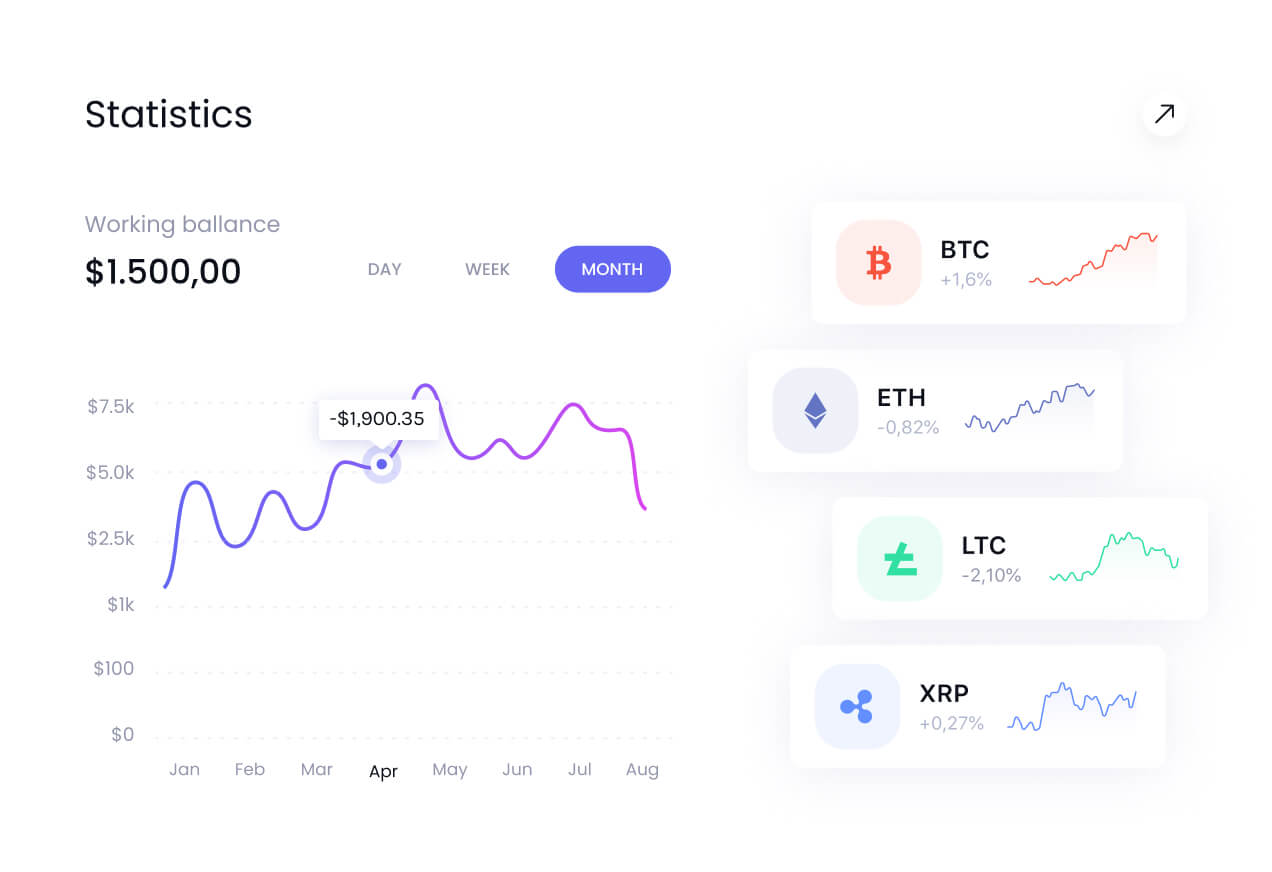 Statistics
Working ballance
$1.500,00
DAY WEEK MONTH
$7.5k
-$1,900.35
$5.0k
$2.5k
$1k
$100
$0
Jan Feb Mar Apr May Jun Jul Aug
BTC
+1,6%
ETH
-0,82%
LTC
-2,10%
XRP
+0,27%